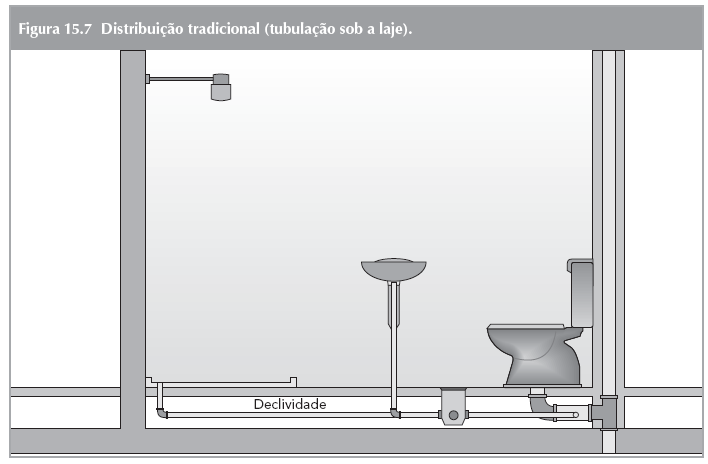 Figura 15.7 Distribuição tradicional (tubulação sob a laje).
Declividade